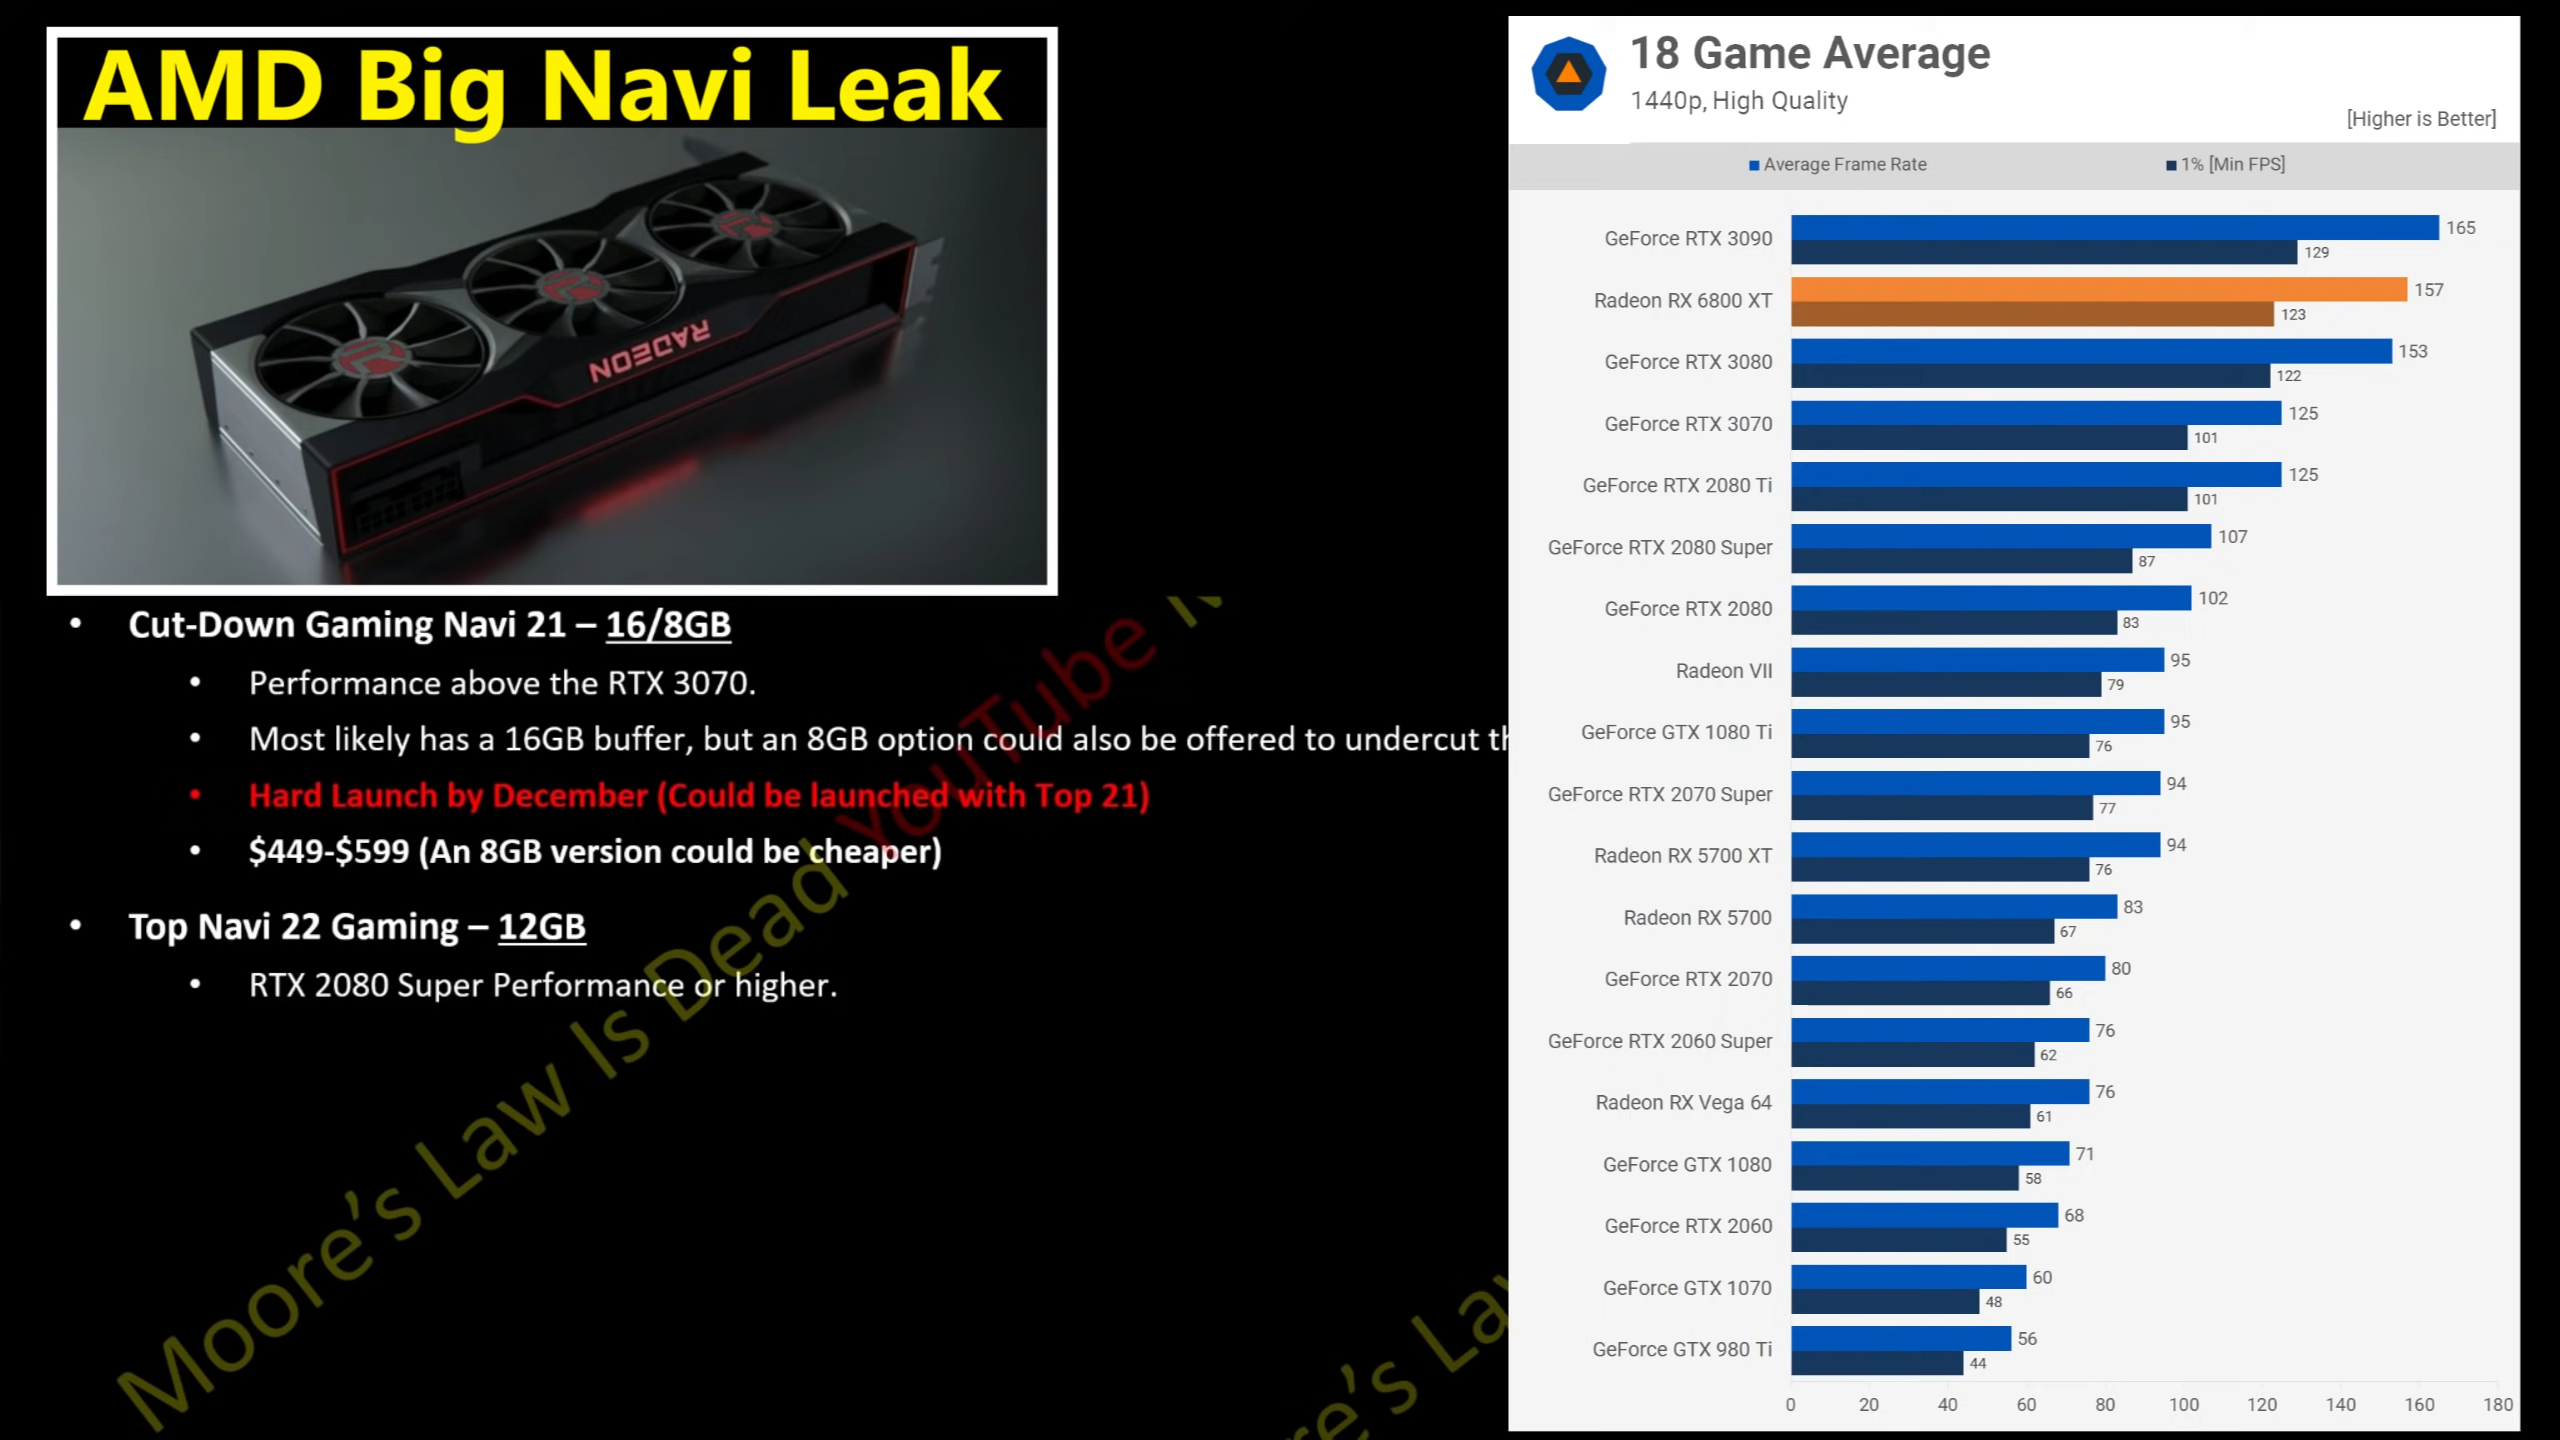 AMD Big Navi Leak
RADEON
• Cut-Down Gaming Navi 21 – 16/8GB
• Performance above the RTX 3070.
• Most likely has a 16GB buffer, but an 8GB option could also be offered to undercut th
• Hard Launch by December (Could be launched with Top 21)
• $449-$599 (An 8GB version could be cheaper)
• Top Navi 22 Gaming – 12GB
• RTX 2080 Super Performance or higher.
Moore's Law Is Dead YouTube
re's La
18 Game Average
1440p, High Quality
[Higher is Better]
Average Frame Rate 1% [Min FPS]
GeForce RTX 3090 165
129
Radeon RX 6800 XT 157
123
GeForce RTX 3080 153
122
GeForce RTX 3070 125
101
GeForce RTX 2080 Ti 125
101
GeForce RTX 2080 Super 107
87
GeForce RTX 2080 102
83
Radeon VII 95
79
GeForce GTX 1080 Ti 95
76
GeForce RTX 2070 Super 94
77
Radeon RX 5700 XT 94
76
Radeon RX 5700 83
67
GeForce RTX 2070 80
66
GeForce RTX 2060 Super 76
62
Radeon RX Vega 64 76
61
GeForce GTX 1080 71
58
GeForce RTX 2060 68
55
GeForce GTX 1070 60
48
GeForce GTX 980 Ti 56
44
0 20 40 60 80 100 120 140 160 180